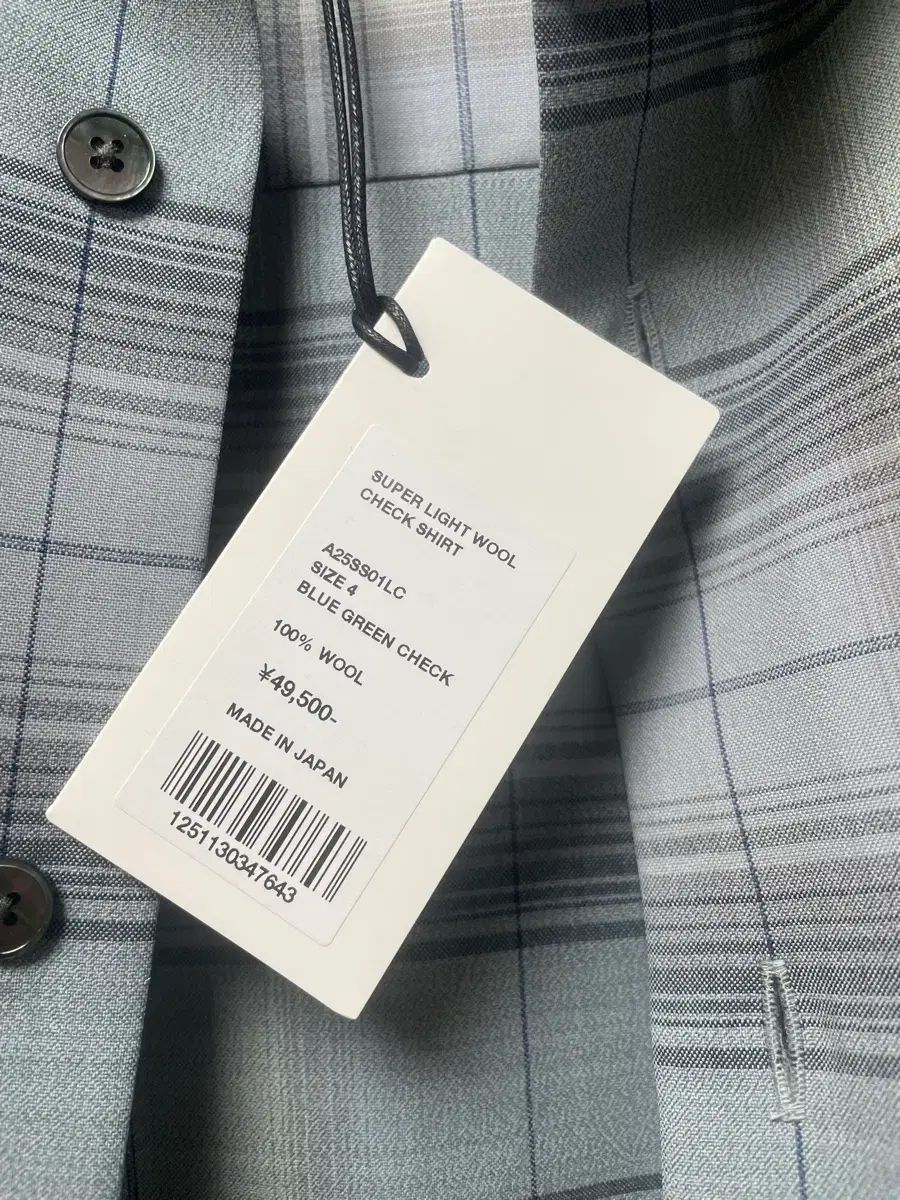 SUPER LIGHT WOOL
CHECK SHIRT
A25SS01LC
SIZE 4
BLUE GREEN CHECK
100% WOOL
¥49,500-
MADE IN JAPAN
1251130347643